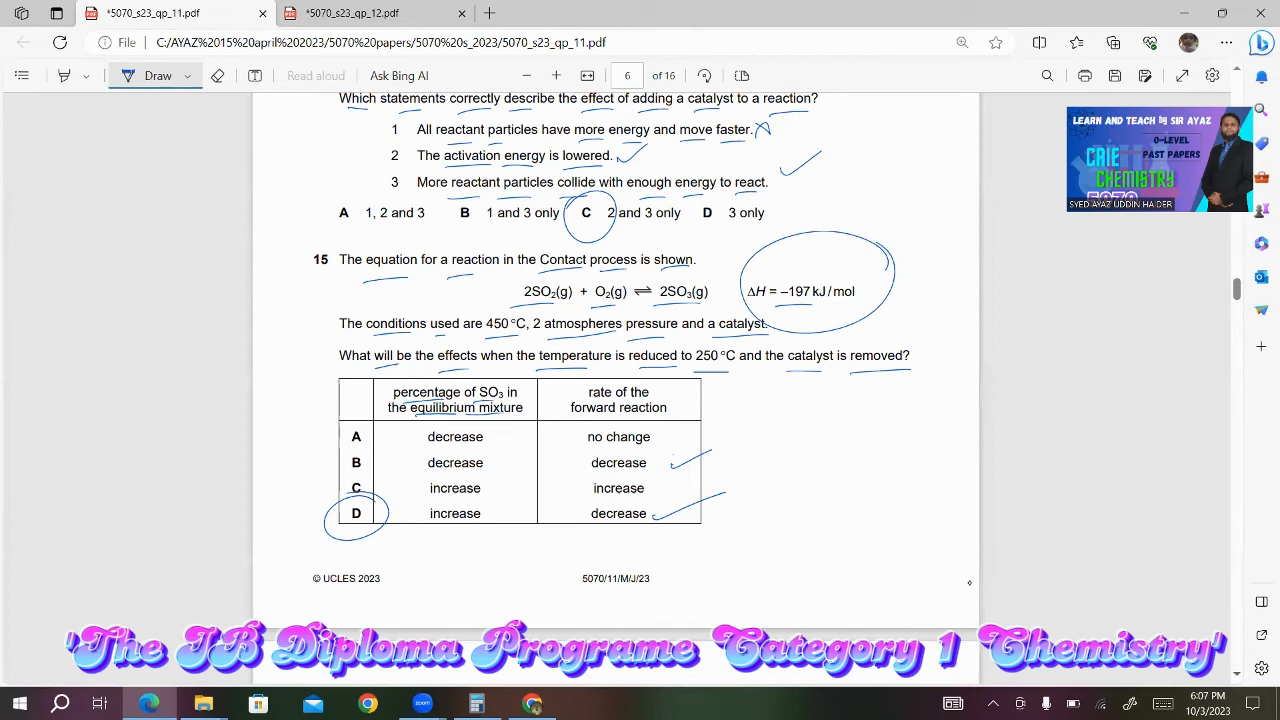 *5070_s23_qp_11.pdf
*5070_s23_qp_12.pdf
File
C:/AYAZ%2015%20april%202023/5070%20papers/5070%20s_2023/5070_s23_qp_11.pdf
Draw
Read aloud
Ask Bing AI
6 of 16
Which statements correctly describe the effect of adding a catalyst to a reaction?
1 All reactant particles have more energy and move faster.
2 The activation energy is lowered.
3 More reactant particles collide with enough energy to react.
A 1, 2 and 3 B 1 and 3 only C 2 and 3 only D 3 only
15 The equation for a reaction in the Contact process is shown.
2SO₂(g) + O₂(g) ⇌ 2SO₃(g) ΔH = –197 kJ/mol
The conditions used are 450 °C, 2 atmospheres pressure and a catalyst.
What will be the effects when the temperature is reduced to 250 °C and the catalyst is removed?
percentage of SO₃ in the equilibrium mixture
rate of the forward reaction
A decrease no change
B decrease decrease
C increase increase
D increase decrease
© UCLES 2023
5070/11/M/J/23
LEARN AND TEACH by SIR AYAZ
O-LEVEL
PAST PAPERS
CAIE
CHEMISTRY
5070
SYED AYAZ UDDIN HAIDER
'The IB Diploma Programe Category 1 Chemistry'
6:07 PM
10/3/2023